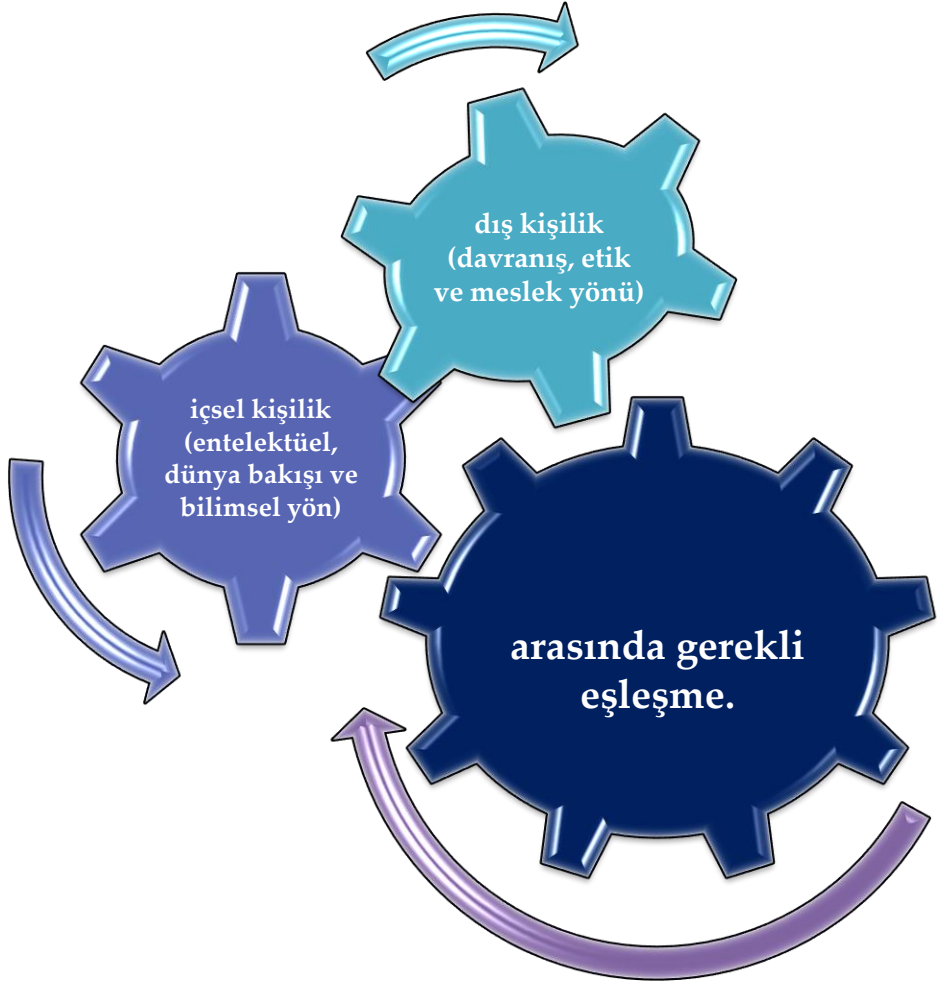 dış kişilik
(davranış, etik
ve meslek yönü)
içsel kişilik
(entelektüel,
dünya bakışı ve
bilimsel yön)
arasında gerekli
eşleşme.